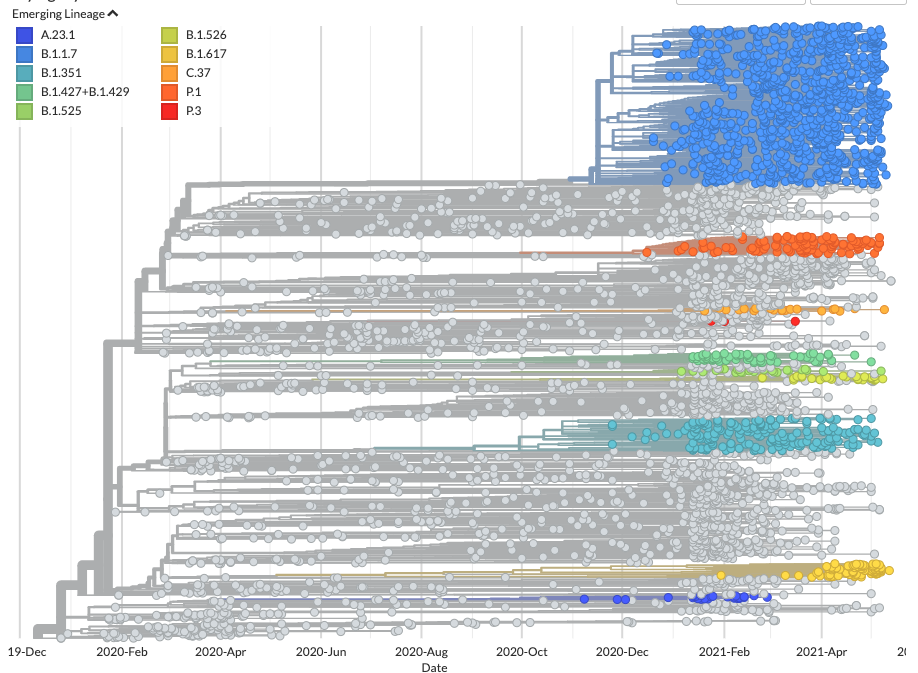 Emerging Lineage
A.23.1
B.1.1.7
B.1.351
B.1.427+B.1.429
B.1.525
B.1.526
B.1.617
C.37
P.1
P.3
19-Dec 2020-Feb 2020-Apr 2020-Jun 2020-Aug 2020-Oct 2020-Dec 2021-Feb 2021-Apr
Date